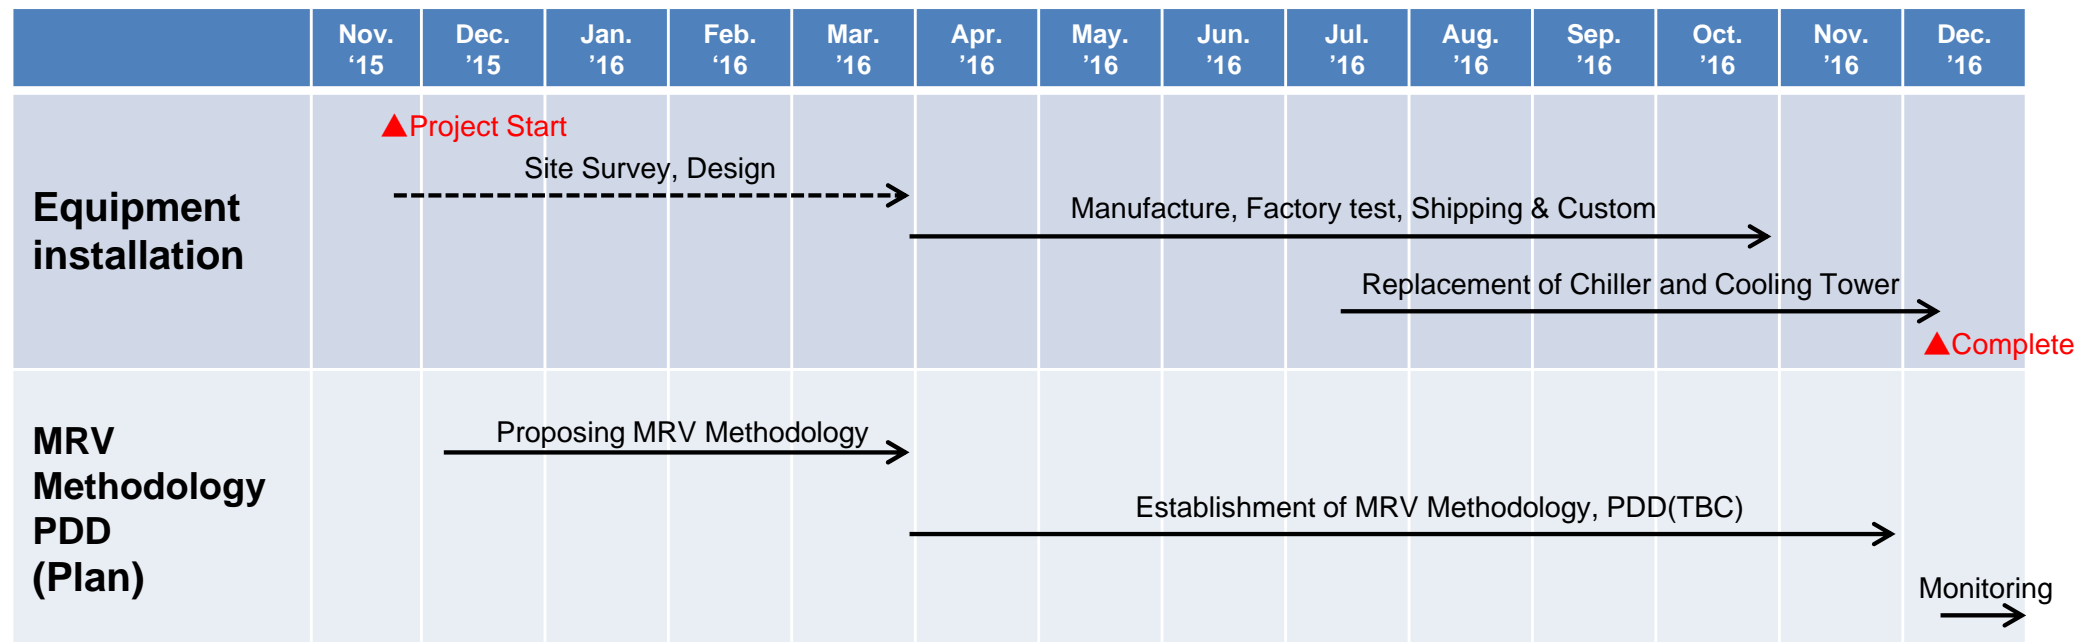 Nov. Dec. Jan. Feb. Mar. Apr. May. Jun. Jul. Aug. Sep. Oct. Nov. Dec.
‘15 ’15 ’16 ‘16 ’16 ’16 ’16 ’16 ’16 ’16 ’16 ’16 ’16 ’16
Equipment
installation
▲Project Start
Site Survey, Design
Manufacture, Factory test, Shipping & Custom
Replacement of Chiller and Cooling Tower
▲Complete
MRV
Methodology
PDD
(Plan)
Proposing MRV Methodology
Establishment of MRV Methodology, PDD(TBC)
Monitoring